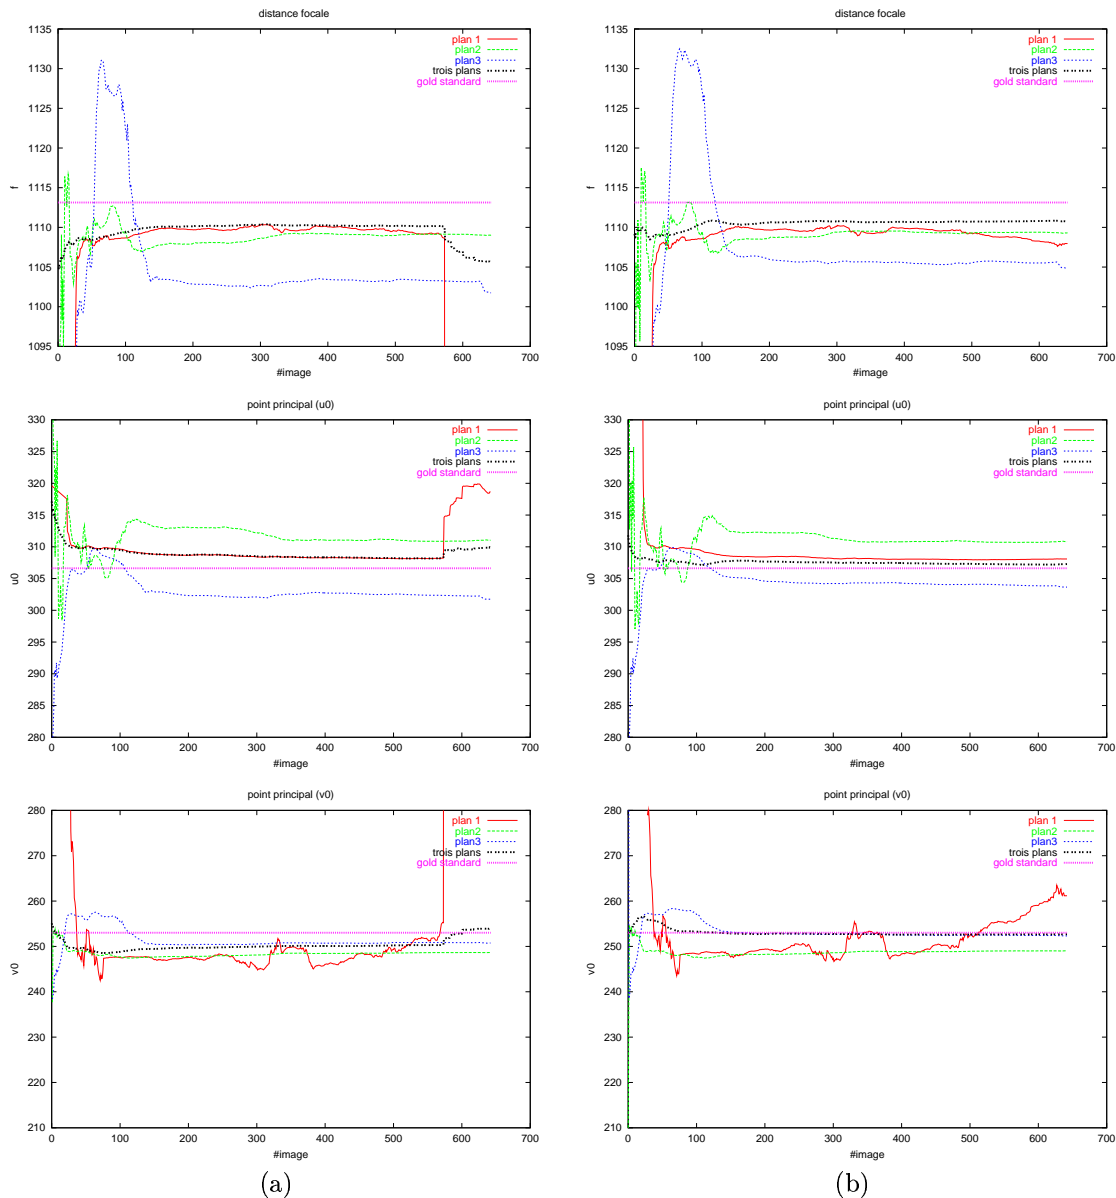 distance focale
1135
1130
1125
1120
1115
1110
1105
1100
1095
f
0
100
200
300
400
500
600
700
#image
plan 1
plan2
plan3
trois plans
gold standard
distance focale
1135
1130
1125
1120
1115
1110
1105
1100
1095
f
0
100
200
300
400
500
600
700
#image
plan 1
plan2
plan3
trois plans
gold standard
point principal (u0)
330
325
320
315
310
305
300
295
290
285
280
u0
0
100
200
300
400
500
600
700
#image
plan 1
plan2
plan3
trois plans
gold standard
point principal (u0)
330
325
320
315
310
305
300
295
290
285
280
u0
0
100
200
300
400
500
600
700
#image
plan 1
plan2
plan3
trois plans
gold standard
point principal (v0)
280
270
260
250
240
230
220
210
v0
0
100
200
300
400
500
600
700
#image
plan 1
plan2
plan3
trois plans
gold standard
point principal (v0)
280
270
260
250
240
230
220
210
v0
0
100
200
300
400
500
600
700
#image
plan 1
plan2
plan3
trois plans
gold standard
(a)
(b)